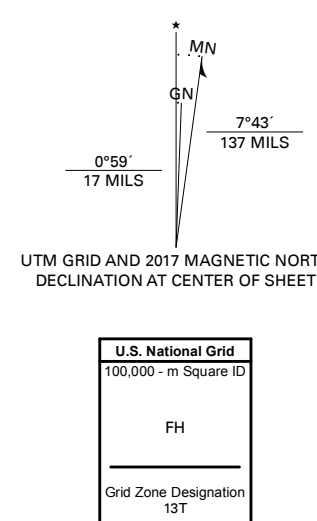 ★
MN
GN
7°43´
137 MILS
0°59´
17 MILS
UTM GRID AND 2017 MAGNETIC NORT
DECLINATION AT CENTER OF SHEET
U.S. National Grid
100,000 - m Square ID
FH
Grid Zone Designation
13T